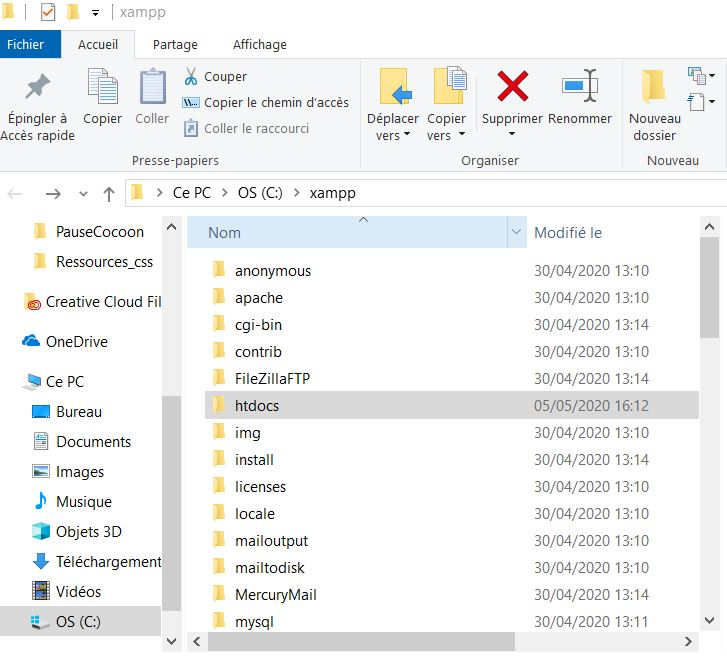 xampp
Fichier Accueil Partage Affichage
Épingler à Accès rapide
Copier
Coller
Couper
Copier le chemin d'accès
Coller le raccourci
Presse-papiers
Déplacer vers
Copier vers
Supprimer
Renommer
Organiser
Nouveau dossier
Nouveau
Ce PC > OS (C:) > xampp
PauseCocoon
Ressources_css
Creative Cloud Fil
OneDrive
Ce PC
Bureau
Documents
Images
Musique
Objets 3D
Téléchargement
Vidéos
OS (C:)
Nom Modifié le
anonymous 30/04/2020 13:10
apache 30/04/2020 13:10
cgi-bin 30/04/2020 13:14
contrib 30/04/2020 13:10
FileZillaFTP 30/04/2020 13:14
htdocs 05/05/2020 16:12
img 30/04/2020 13:10
install 30/04/2020 13:14
licenses 30/04/2020 13:10
locale 30/04/2020 13:10
mailoutput 30/04/2020 13:10
mailtodisk 30/04/2020 13:10
MercuryMail 30/04/2020 13:14
mysql 30/04/2020 13:11